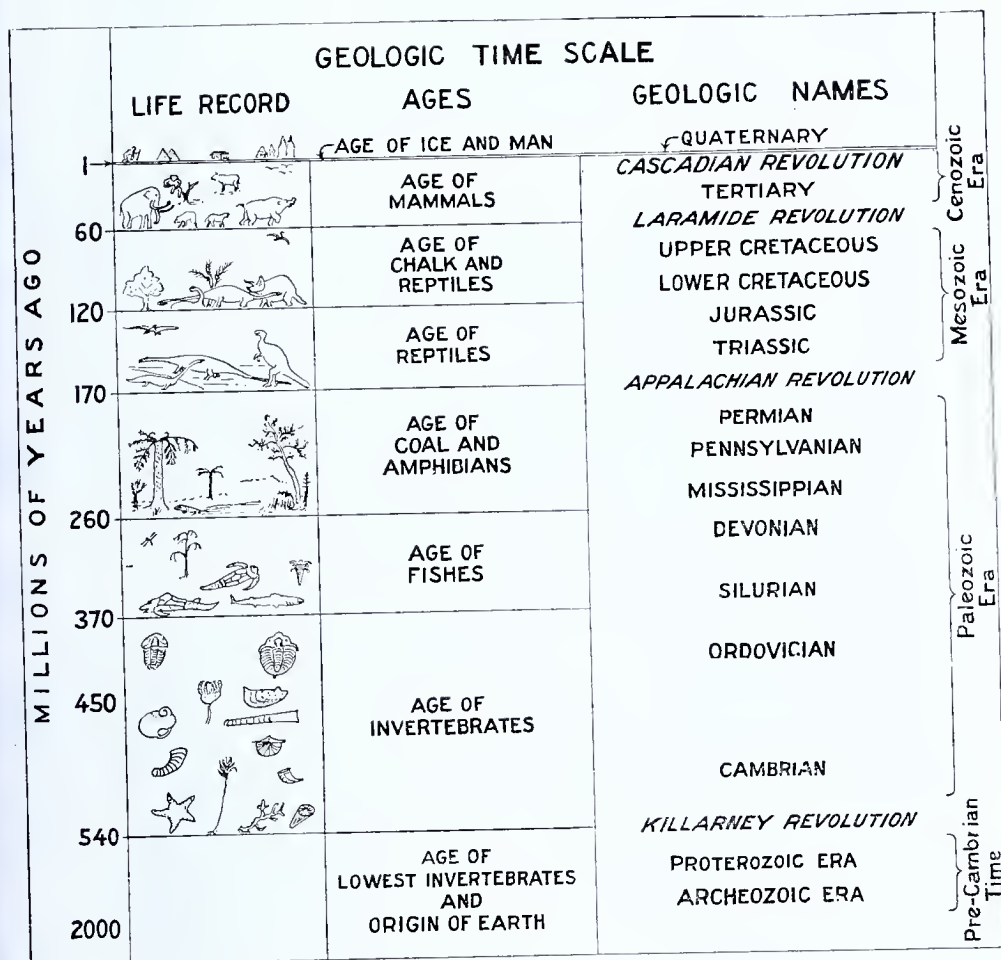 GEOLOGIC TIME SCALE
LIFE RECORD
AGES
GEOLOGIC NAMES
MILLIONS OF YEARS AGO
1
60
120
170
260
370
450
540
2000
AGE OF ICE AND MAN
AGE OF
MAMMALS
AGE OF
CHALK AND
REPTILES
AGE OF
REPTILES
AGE OF
COAL AND
AMPHIBIANS
AGE OF
FISHES
AGE OF
INVERTEBRATES
AGE OF
LOWEST INVERTEBRATES
AND
ORIGIN OF EARTH
QUATERNARY
CASCADIAN REVOLUTION
TERTIARY
LARAMIDE REVOLUTION
UPPER CRETACEOUS
LOWER CRETACEOUS
JURASSIC
TRIASSIC
APPALACHIAN REVOLUTION
PERMIAN
PENNSYLVANIAN
MISSISSIPPIAN
DEVONIAN
SILURIAN
ORDOVICIAN
CAMBRIAN
KILLARNEY REVOLUTION
PROTEROZOIC ERA
ARCHEOZOIC ERA
Cenozoic
Era
Mesozoic
Era
Paleozoic
Era
Pre-Cambrian
Time